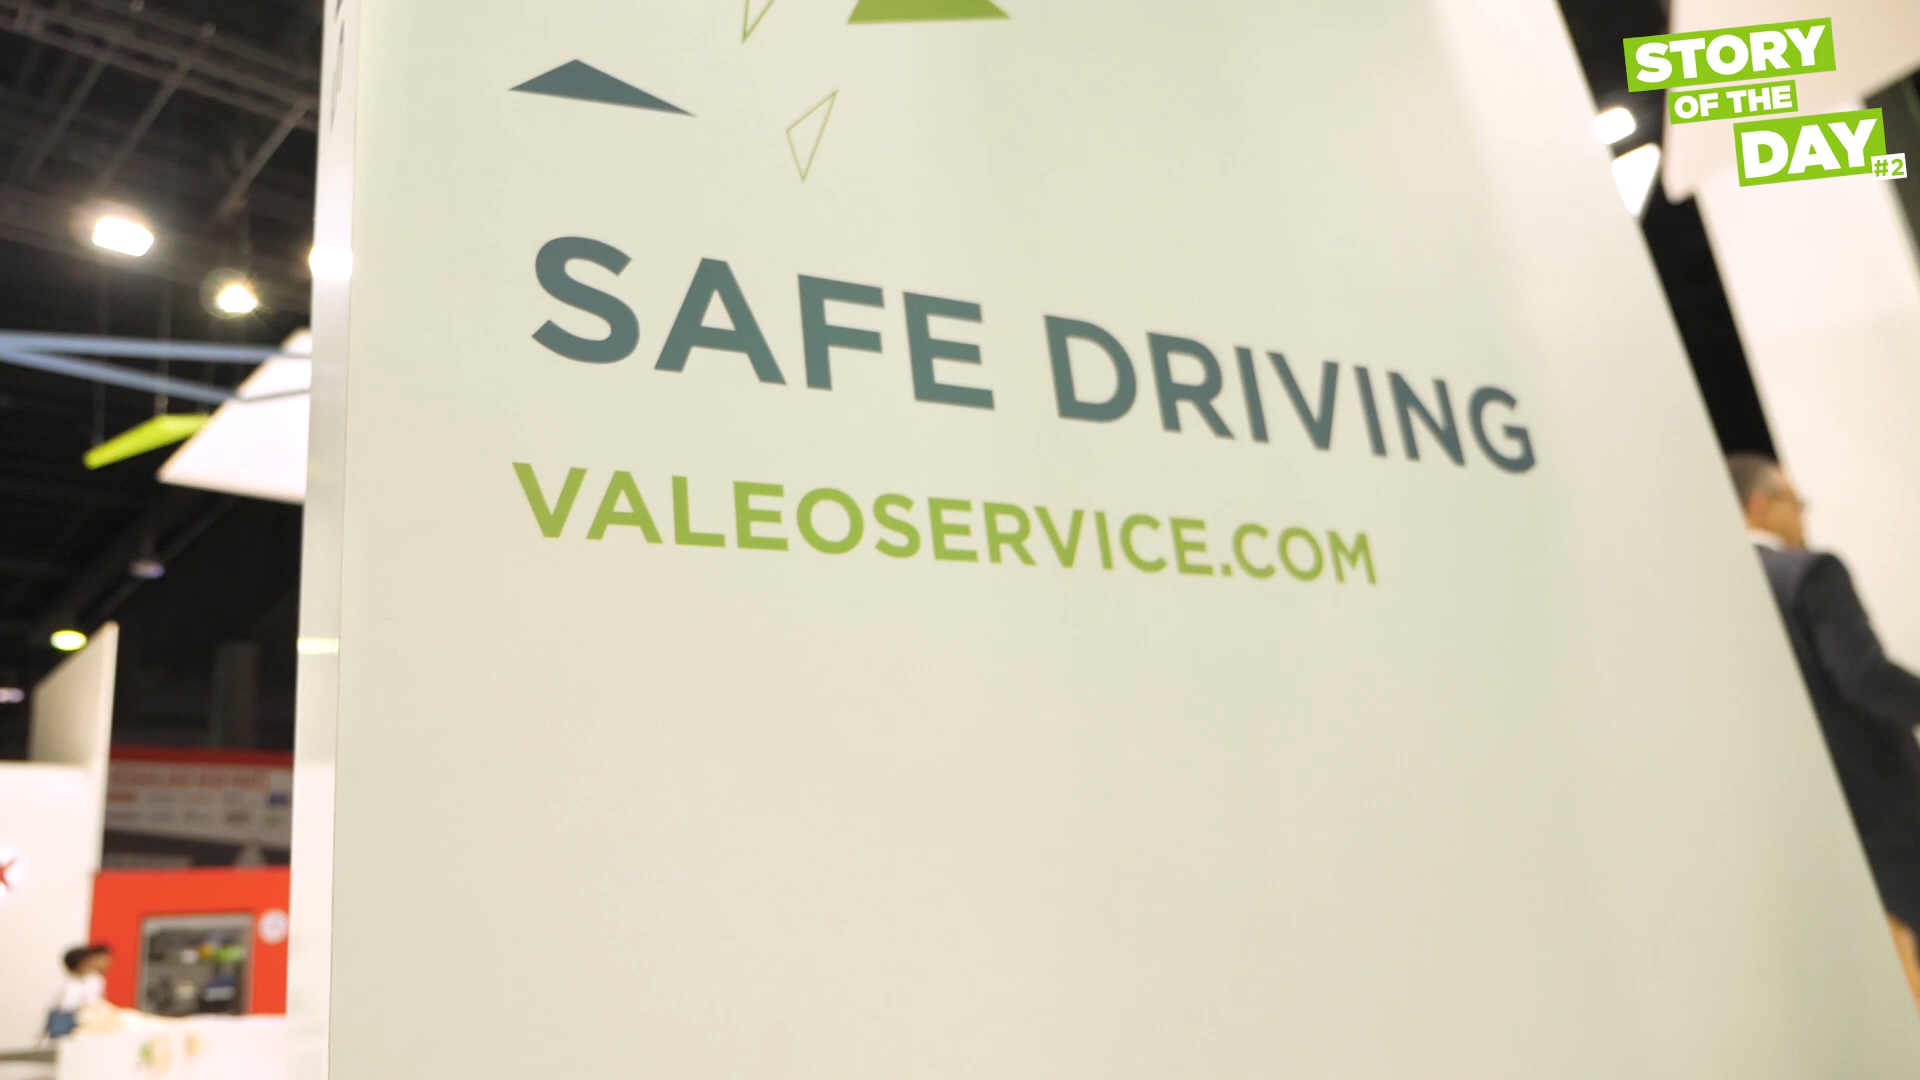 STORY
OF THE
DAY
#2
SAFE DRIVING
VALEOSERVICE.COM